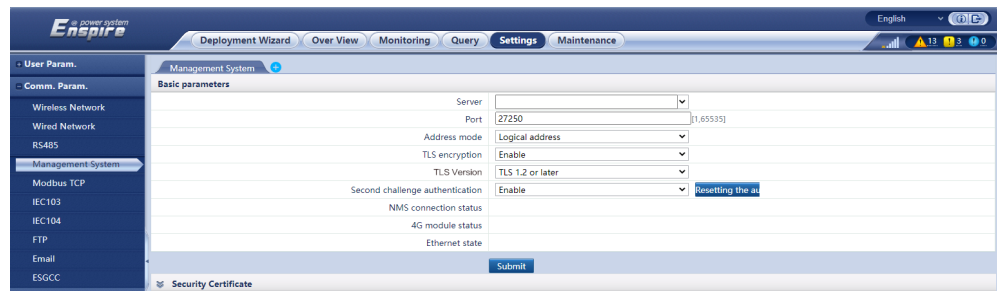 Enspire e power system
English
Deployment Wizard Over View Monitoring Query Settings Maintenance
13 3 0
User Param.
Comm. Param.
Wireless Network
Wired Network
RS485
Management System
Modbus TCP
IEC103
IEC104
FTP
Email
ESGCC
Management System
Basic parameters
Server
Port 27250 [1,65535]
Address mode Logical address
TLS encryption Enable
TLS Version TLS 1.2 or later
Second challenge authentication Enable Resetting the au
NMS connection status
4G module status
Ethernet state
Submit
Security Certificate